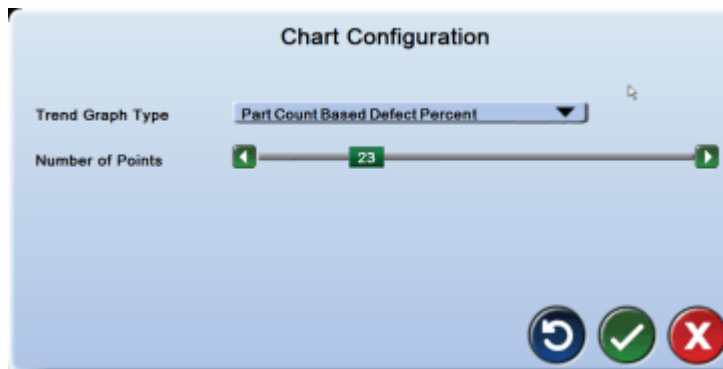 Chart Configuration
Trend Graph Type
Part Count Based Defect Percent
Number of Points
23